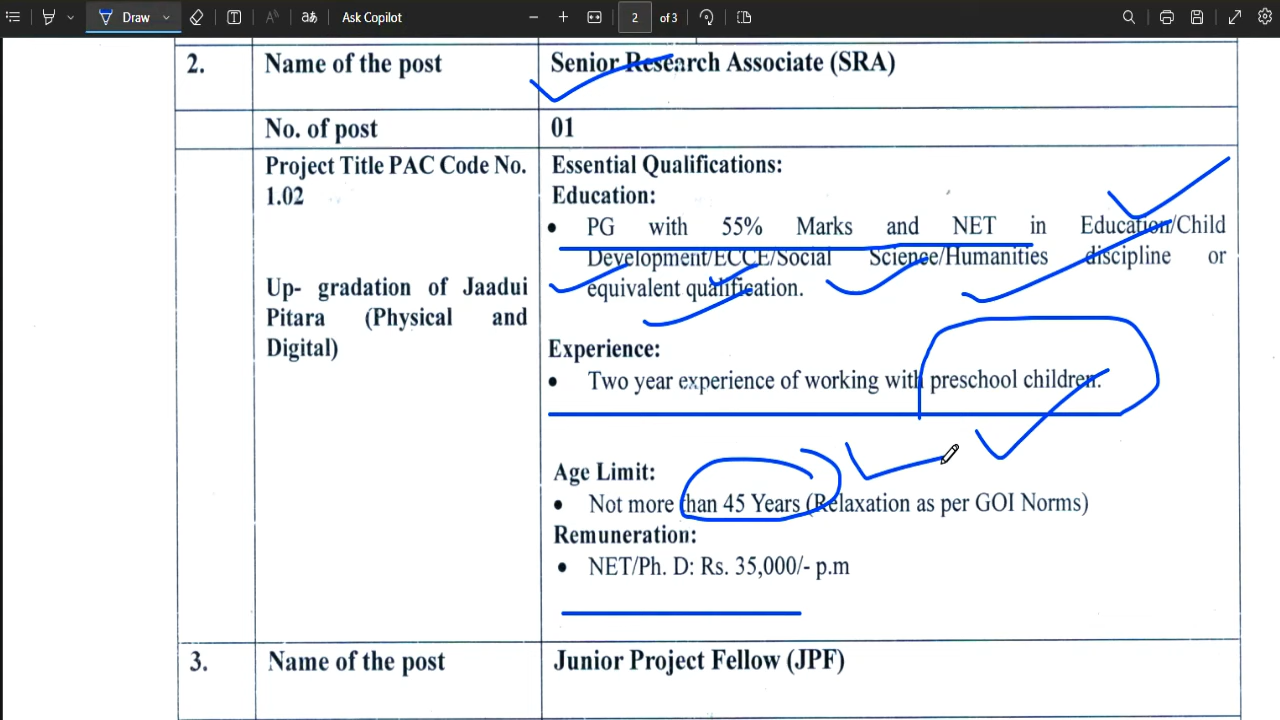 Draw
Ask Copilot
2 of 3
2. Name of the post Senior Research Associate (SRA)
No. of post 01
Project Title PAC Code No. Essential Qualifications:
1.02 Education:
• PG with 55% Marks and NET in Education/Child
Development/ECCE/Social Science/Humanities discipline or
Up- gradation of Jaadui equivalent qualification.
Pitara (Physical and
Digital) Experience:
• Two year experience of working with preschool children.
Age Limit:
• Not more than 45 Years (Relaxation as per GOI Norms)
Remuneration:
• NET/Ph. D: Rs. 35,000/- p.m
3. Name of the post Junior Project Fellow (JPF)